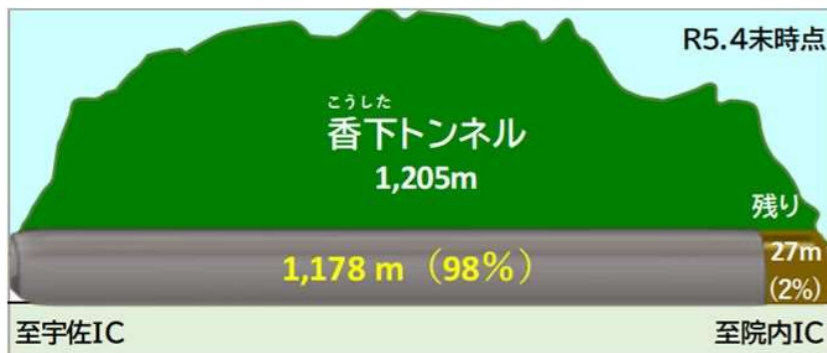 R5.4末時点
こうした
香下トンネル
1,205m
残り
1,178 m（98％）
27m
(2%)
至宇佐IC
至院内IC